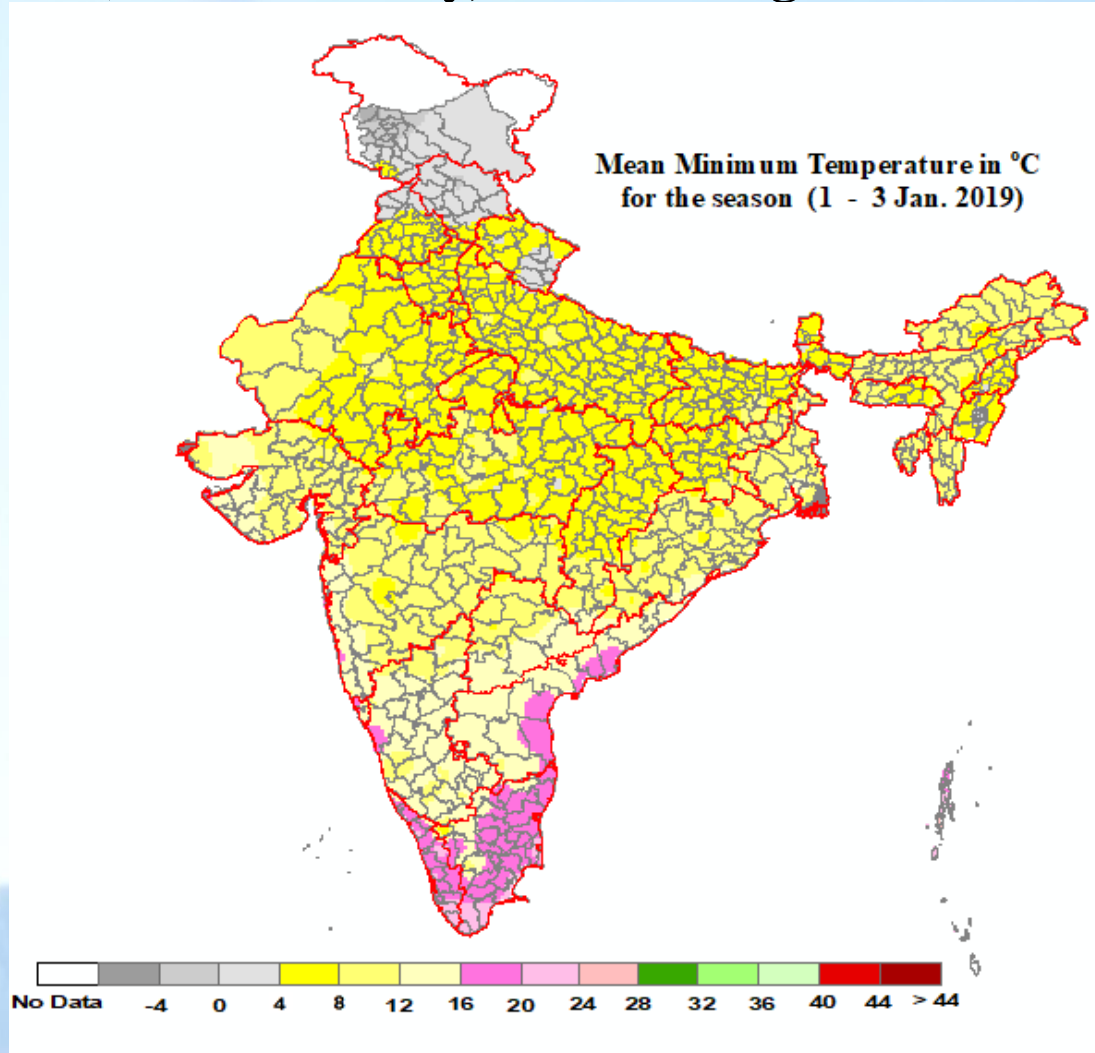 Mean Minimum Temperature in °C
for the season (1 - 3 Jan. 2019)
No Data -4 0 4 8 12 16 20 24 28 32 36 40 44 > 44